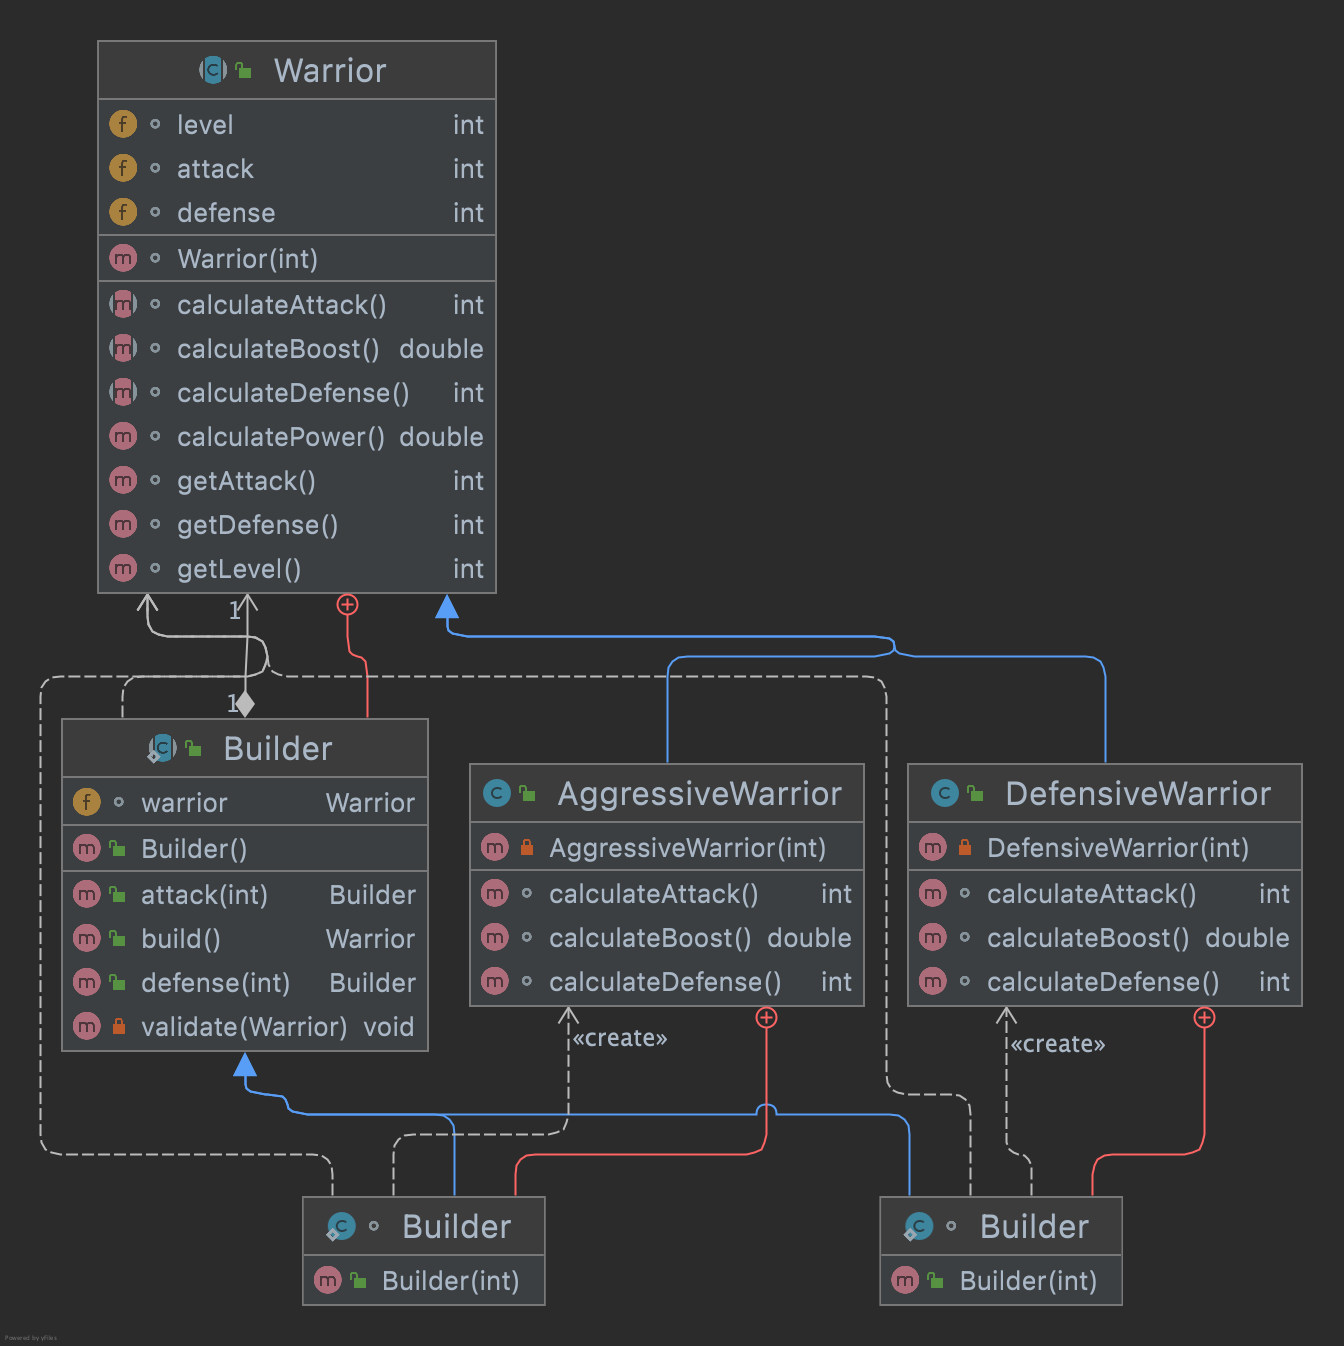 Warrior
level int
attack int
defense int
Warrior(int)
calculateAttack() int
calculateBoost() double
calculateDefense() int
calculatePower() double
getAttack() int
getDefense() int
getLevel() int
1
1
Builder
warrior Warrior
Builder()
attack(int) Builder
build() Warrior
defense(int) Builder
validate(Warrior) void
AggressiveWarrior
AggressiveWarrior(int)
calculateAttack() int
calculateBoost() double
calculateDefense() int
DefensiveWarrior
DefensiveWarrior(int)
calculateAttack() int
calculateBoost() double
calculateDefense() int
«create»
«create»
Builder
Builder(int)
Builder
Builder(int)
Powered by yFiles